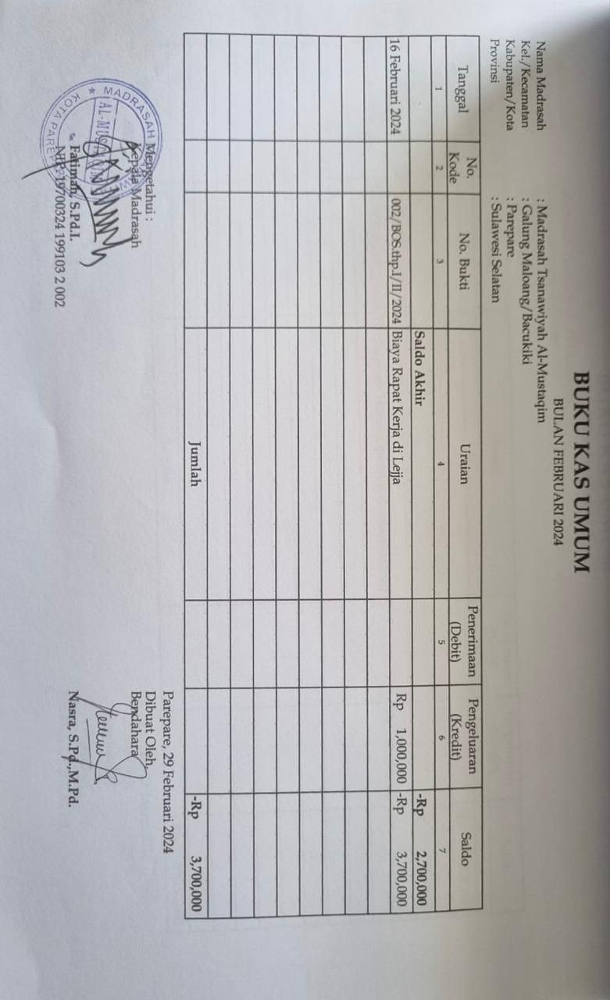 BUKU KAS UMUM
BULAN FEBRUARI 2024
Nama Madrasah : Madrasah Tsanawiyah Al-Mustaqim
Kel./Kecamatan : Galung Maloang/Bacukiki
Kabupaten/Kota : Parepare
Provinsi : Sulawesi Selatan
Tanggal No. Kode No. Bukti Uraian Penerimaan (Debit) Pengeluaran (Kredit) Saldo
1 2 3 4 5 6 7
Saldo Akhir -Rp 2,700,000
16 Februari 2024 002/BOS.thp.I/II/2024 Biaya Rapat Kerja di Lejja Rp 1,000,000 -Rp 3,700,000
Jumlah -Rp 3,700,000
Parepare, 29 Februari 2024
Mengetahui : Dibuat Oleh,
Kepala Madrasah Bendahara
MADRASAH
KOTA PAREP
Fatimah, S.Pd.I. Nasra, S.Pd.,M.Pd.
NIP. 19700324 199103 2 002